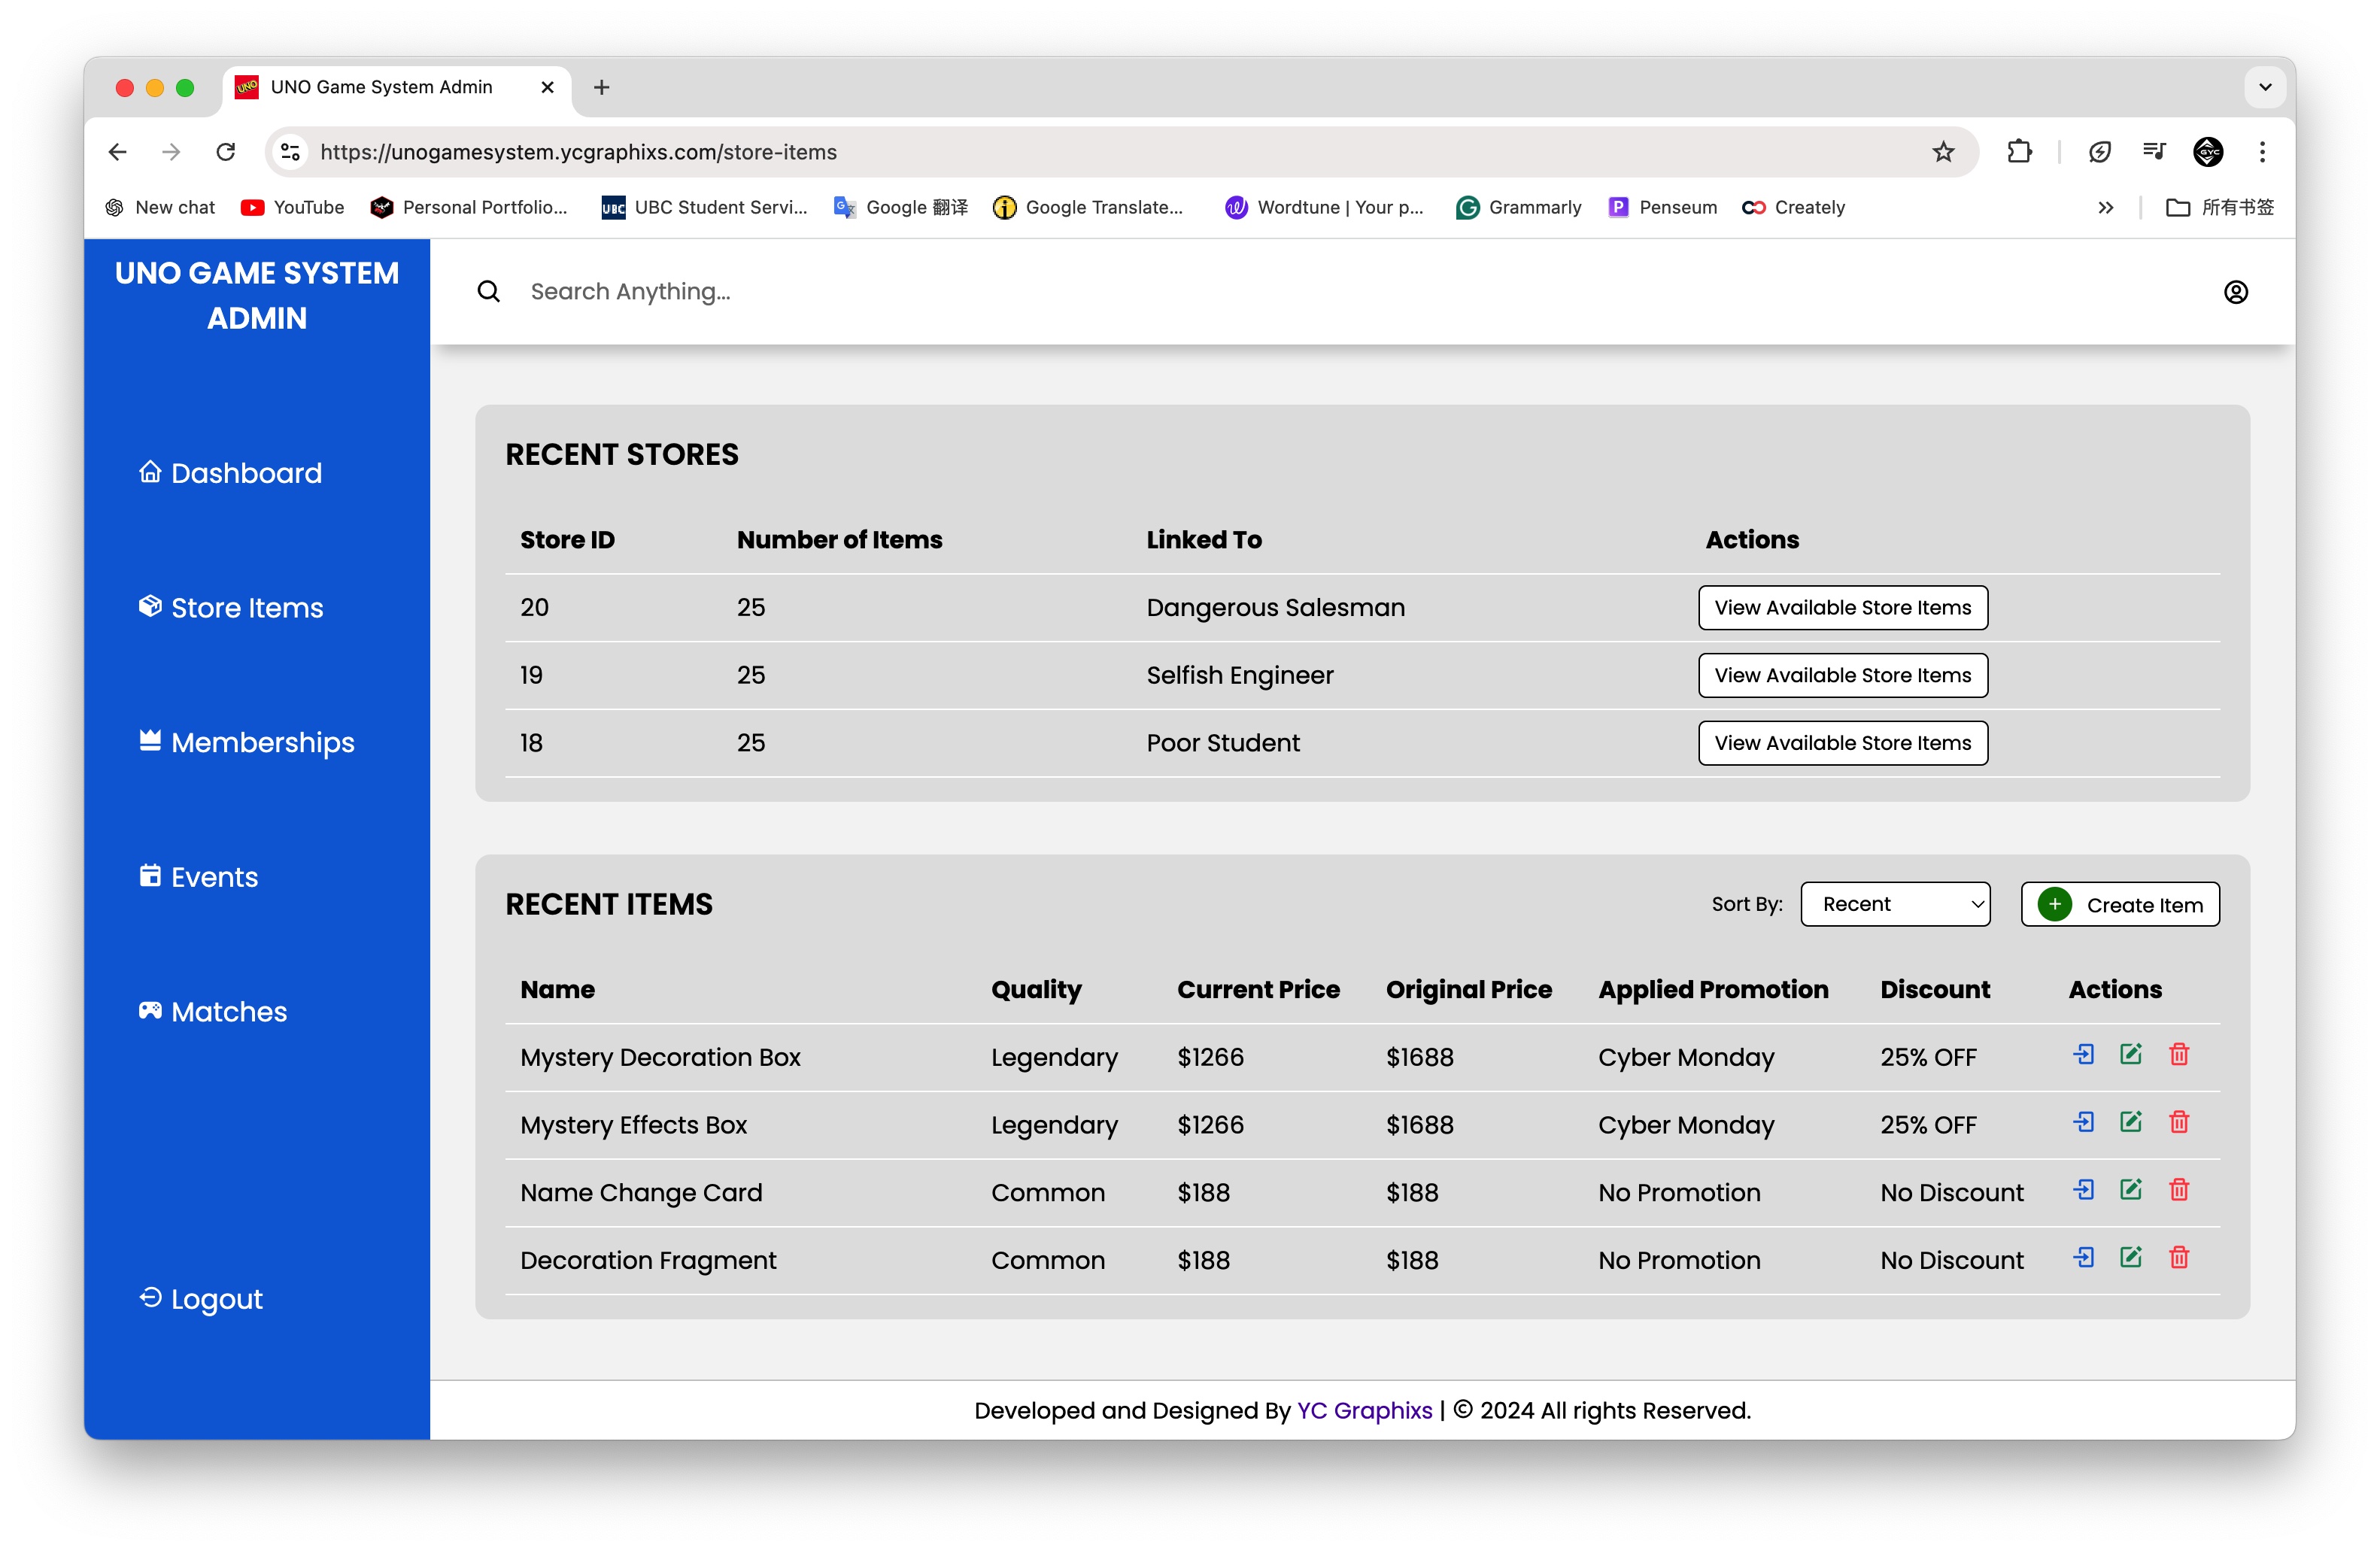 UNO Game System Admin
https://unogamesystem.ycgraphixs.com/store-items
New chat YouTube Personal Portfolio... UBC UBC Student Servi... Google 翻译 Google Translate... Wordtune | Your p... Grammarly Penseum Creately 所有书签
UNO GAME SYSTEM
ADMIN
Search Anything...
Dashboard
Store Items
Memberships
Events
Matches
Logout
RECENT STORES
Store ID Number of Items Linked To Actions
20 25 Dangerous Salesman View Available Store Items
19 25 Selfish Engineer View Available Store Items
18 25 Poor Student View Available Store Items
RECENT ITEMS Sort By: Recent Create Item
Name Quality Current Price Original Price Applied Promotion Discount Actions
Mystery Decoration Box Legendary $1266 $1688 Cyber Monday 25% OFF
Mystery Effects Box Legendary $1266 $1688 Cyber Monday 25% OFF
Name Change Card Common $188 $188 No Promotion No Discount
Decoration Fragment Common $188 $188 No Promotion No Discount
Developed and Designed By YC Graphixs | © 2024 All rights Reserved.